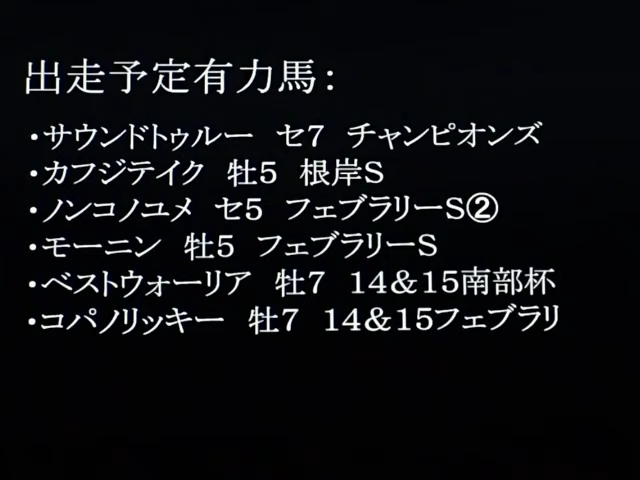 出走予定有力馬：
・サウンドトゥルー　セ7　チャンピオンズ
・カフジテイク　牡5　根岸S
・ノンコノユメ　セ5　フェブラリーS②
・モーニン　牡5　フェブラリーS
・ベストウォーリア　牡7　14&15南部杯
・コパノリッキー　牡7　14&15フェブラリ